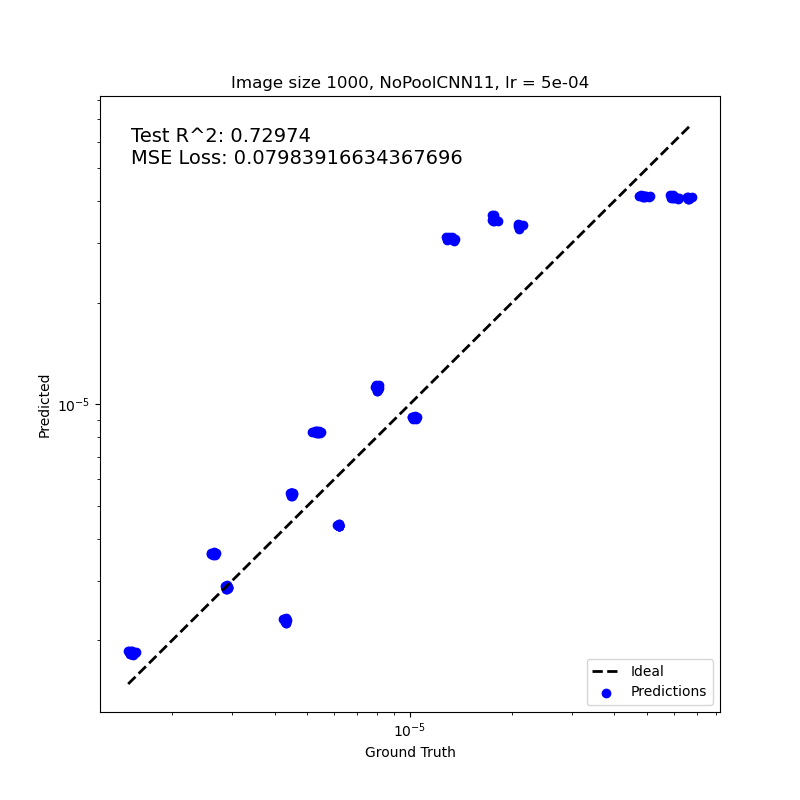 Image size 1000, NoPoolCNN11, lr = 5e-04
Test R^2: 0.72974
MSE Loss: 0.07983916634367696
Predicted
10⁻⁵
Ideal
Predictions
10⁻⁵
Ground Truth